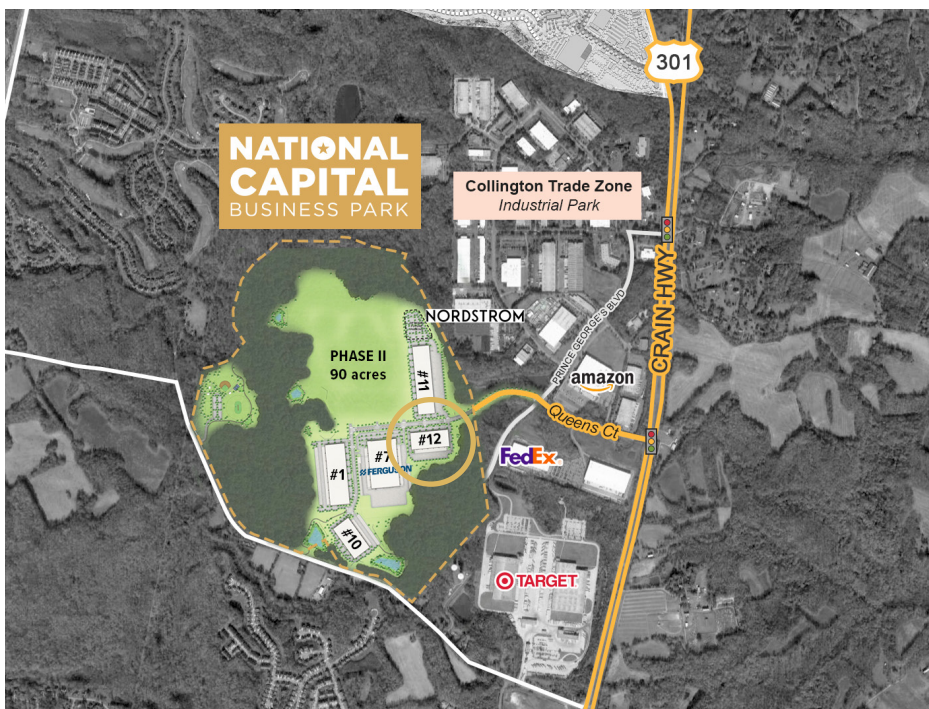 301
NATIONAL
CAPITAL
BUSINESS PARK
Collington Trade Zone
Industrial Park
CRAIN HWY
PRINCE GEORGE'S BLVD
NORDSTROM
PHASE II
90 acres
#11
amazon
Queens Ct
#12
#7
FERGUSON
#1
FedEx
#10
TARGET